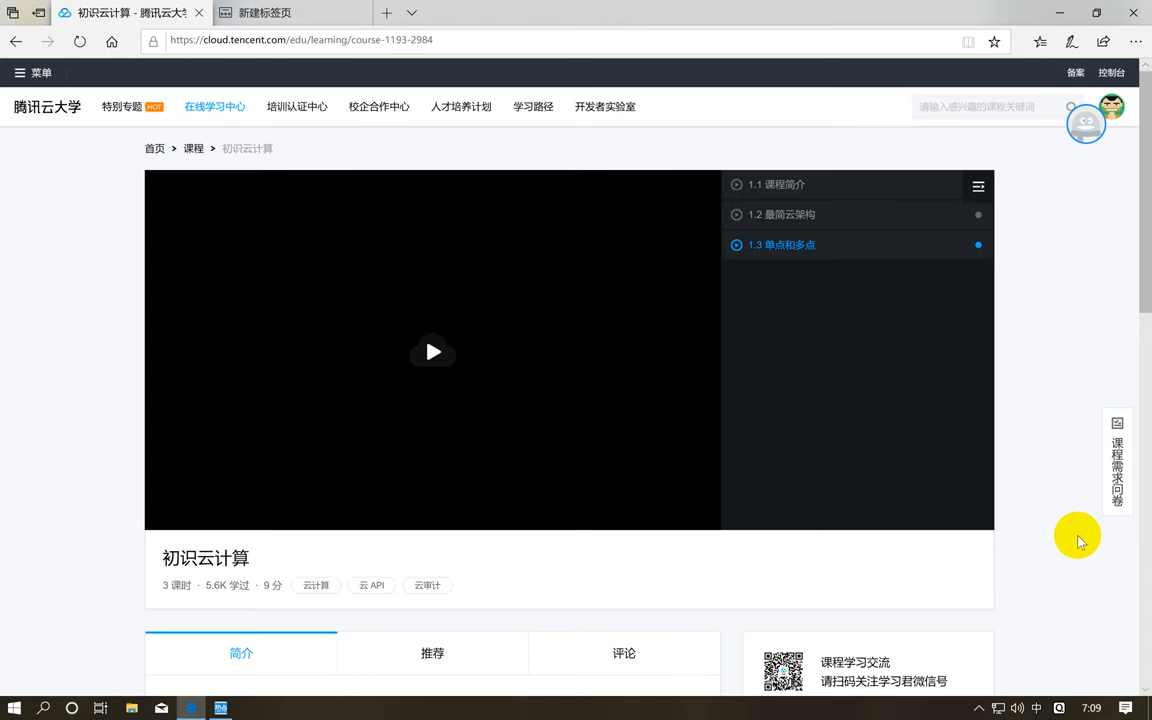 初识云计算 - 腾讯云大学
新建标签页
https://cloud.tencent.com/edu/learning/course-1193-2984
菜单
备案
控制台
腾讯云大学
特别专题 HOT
在线学习中心
培训认证中心
校企合作中心
人才培养计划
学习路径
开发者实验室
请输入感兴趣的课程关键词
首页 > 课程 > 初识云计算
1.1 课程简介
1.2 最简云架构
1.3 单点和多点
课程需求问卷
初识云计算
3 课时 · 5.6K 学过 · 9 分
云计算
云 API
云审计
简介
推荐
评论
课程学习交流
请扫码关注学习君微信号
中
7:09